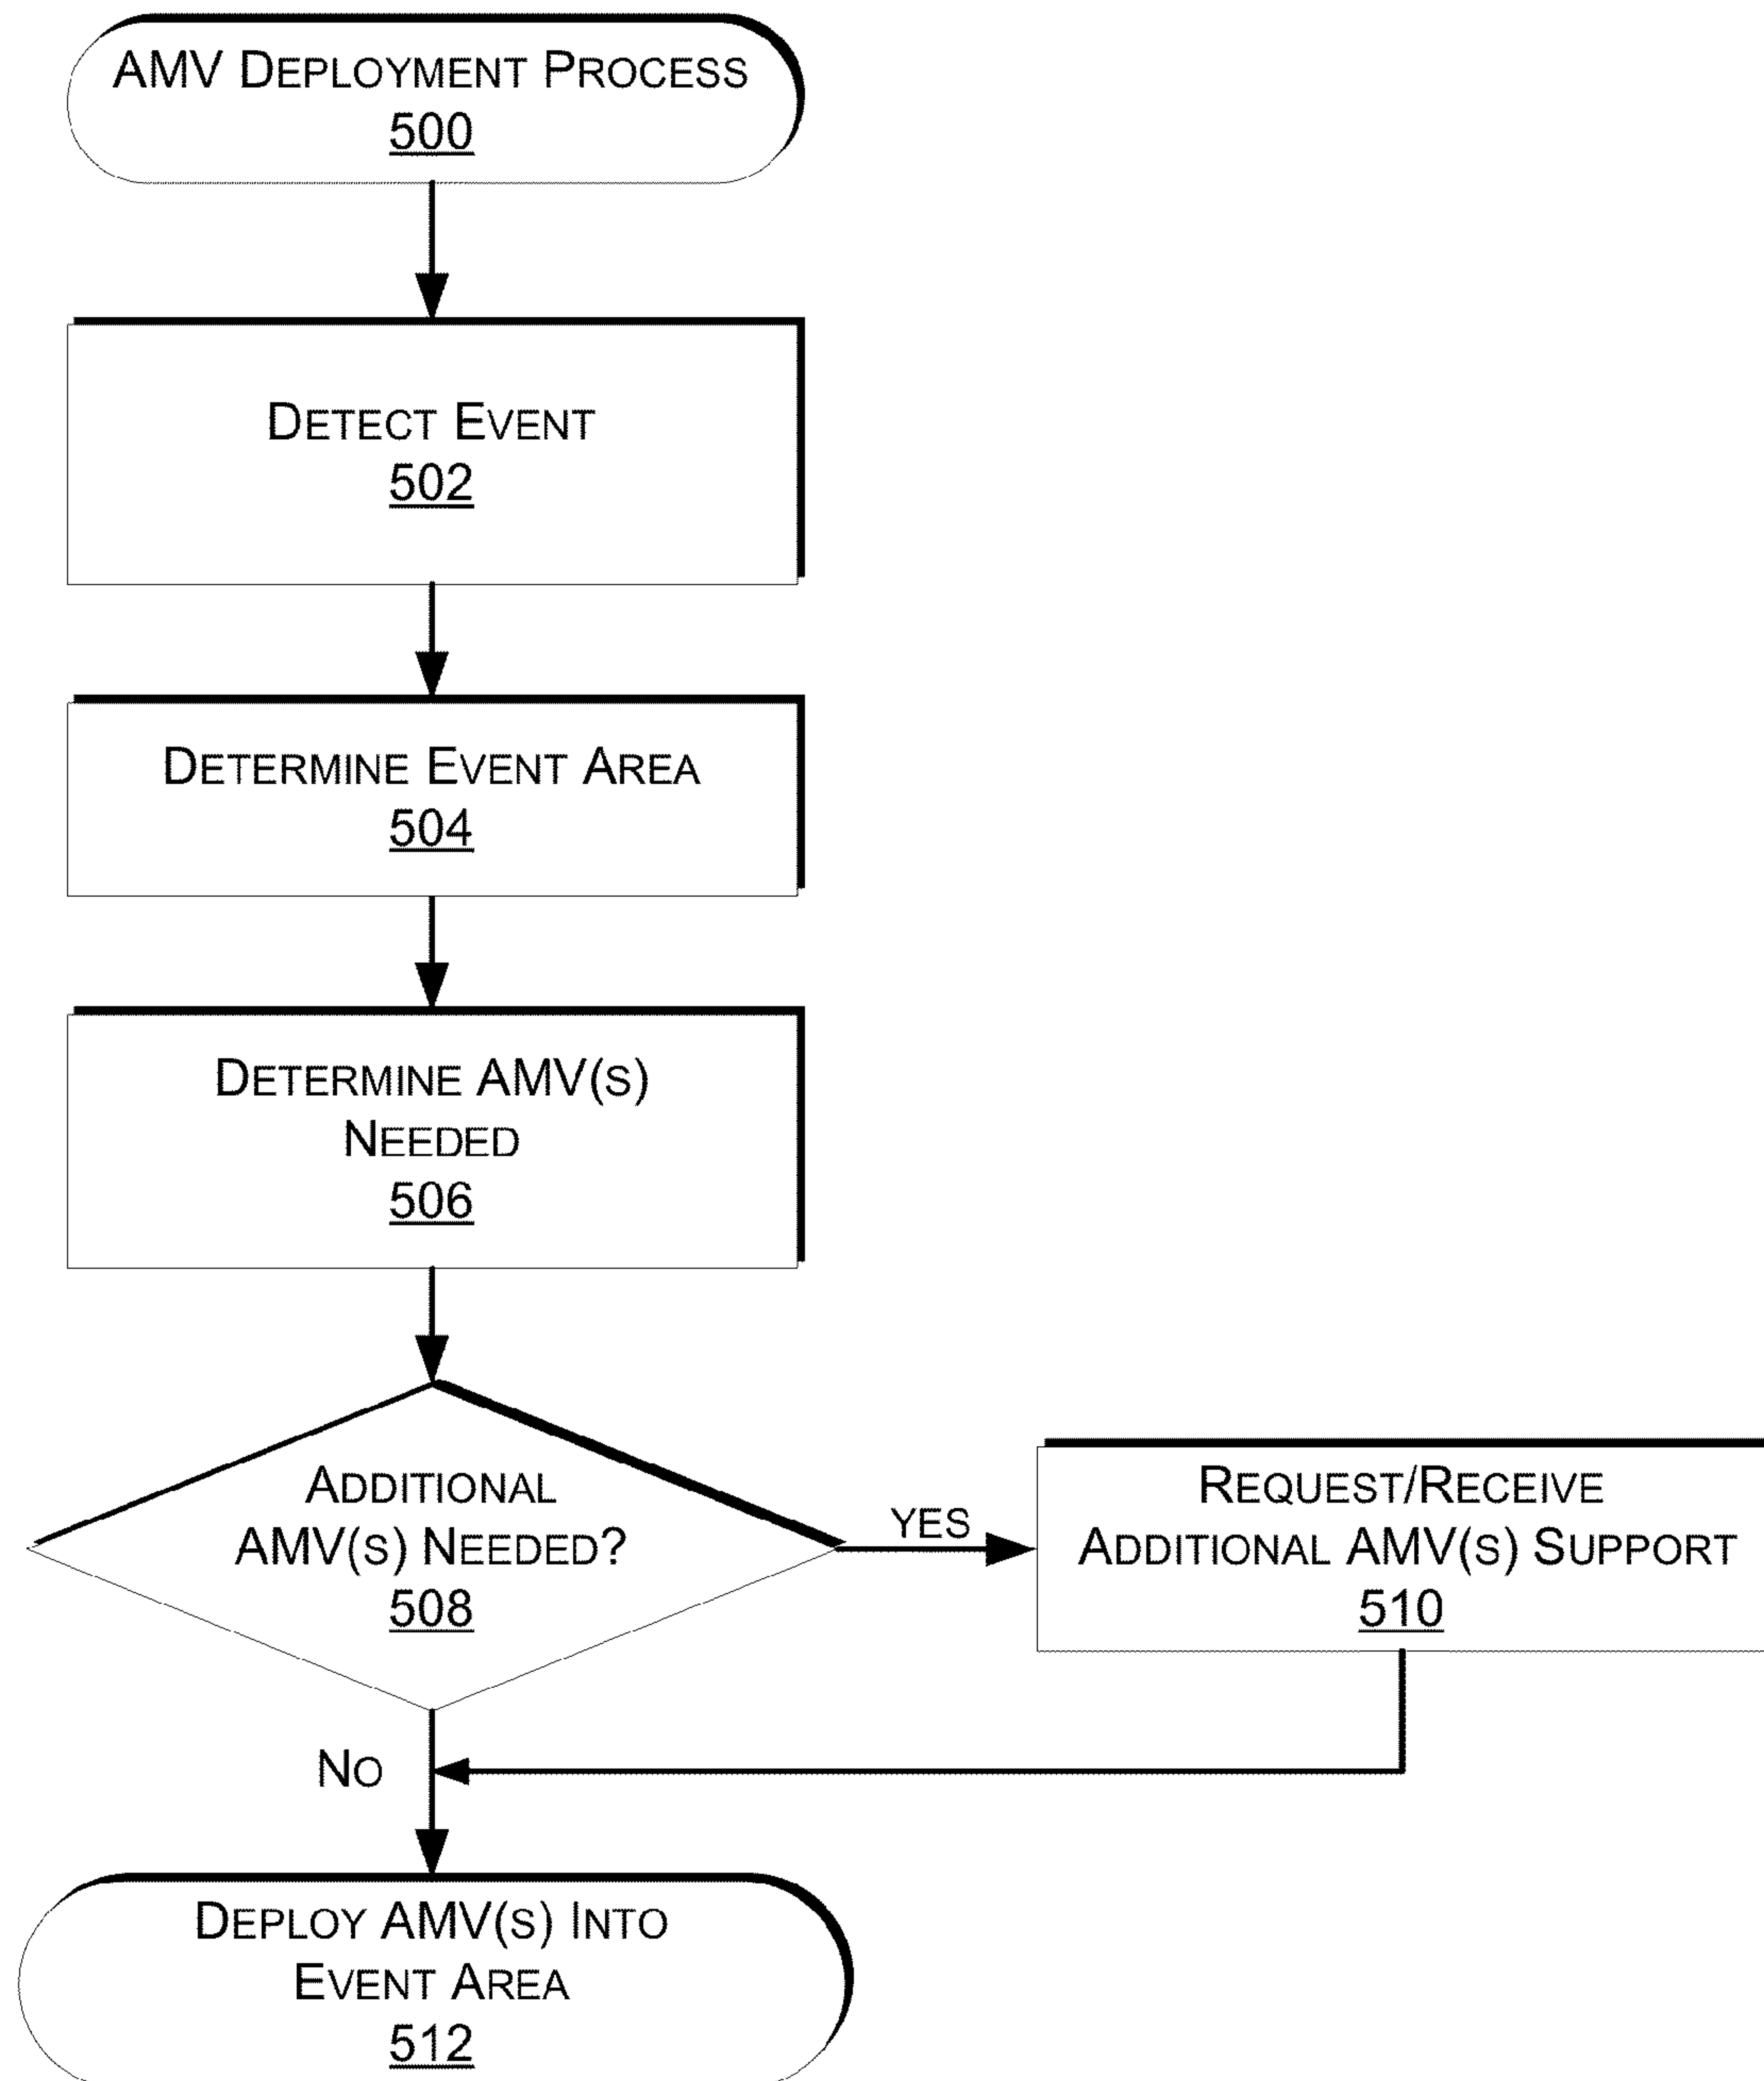 AMV DEPLOYMENT PROCESS
500
DETECT EVENT
502
DETERMINE EVENT AREA
504
DETERMINE AMV(S)
NEEDED
506
ADDITIONAL
AMV(S) NEEDED?
508
YES
REQUEST/RECEIVE
ADDITIONAL AMV(S) SUPPORT
510
NO
DEPLOY AMV(S) INTO
EVENT AREA
512